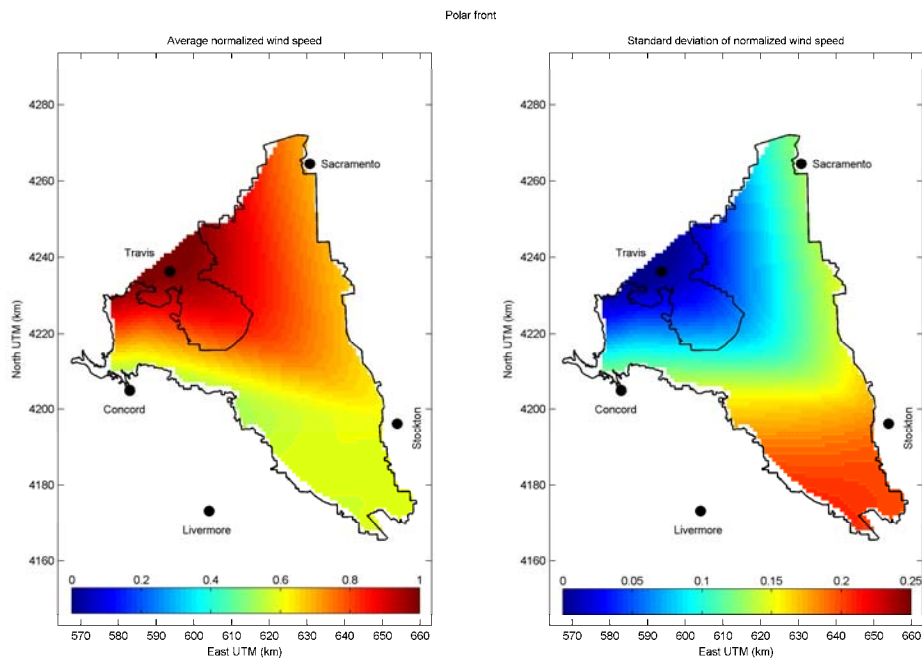 Polar front
Average normalized wind speed
4280
4260
4240
4220
4200
4180
4160
North UTM (km)
Sacramento
Travis
Concord
Stockton
Livermore
0 0.2 0.4 0.6 0.8 1
570 580 590 600 610 620 630 640 650 660
East UTM (km)
Standard deviation of normalized wind speed
4280
4260
4240
4220
4200
4180
4160
North UTM (km)
Sacramento
Travis
Concord
Stockton
Livermore
0 0.05 0.1 0.15 0.2 0.25
570 580 590 600 610 620 630 640 650 660
East UTM (km)